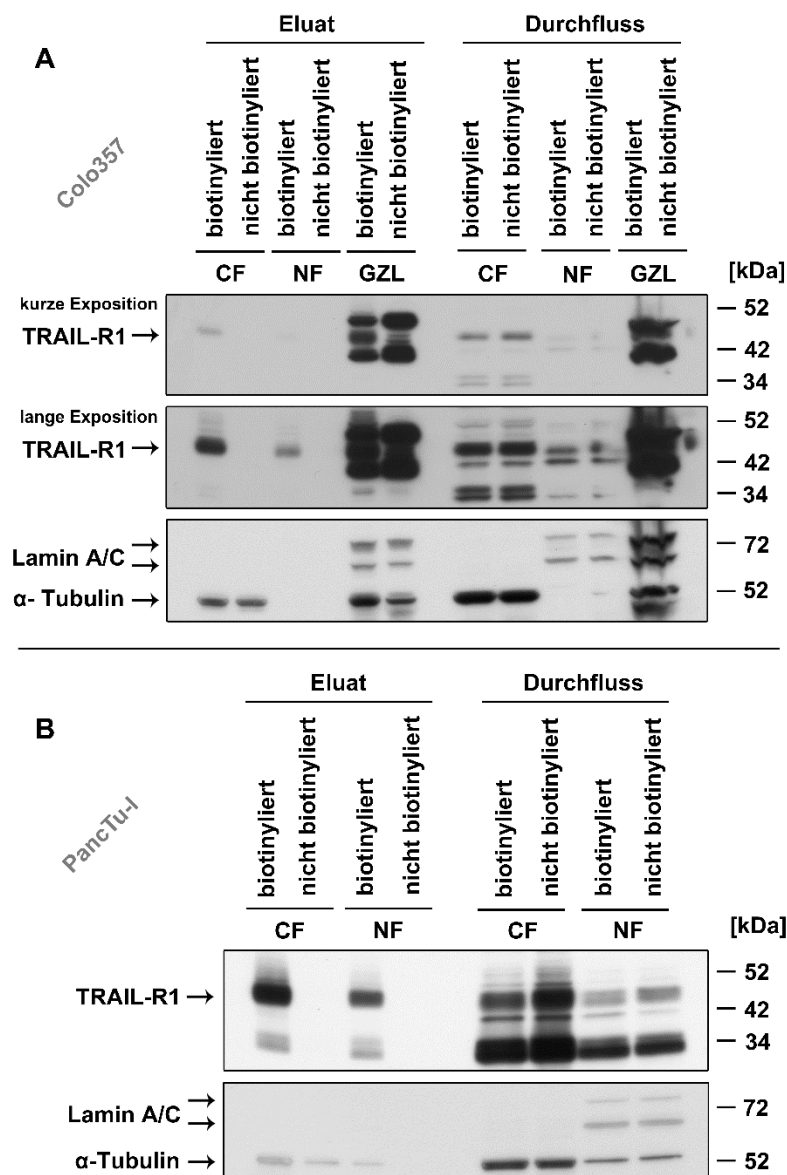 Eluat Durchfluss
A
Colo357
biotinyliert nicht biotinyliert biotinyliert nicht biotinyliert biotinyliert nicht biotinyliert biotinyliert nicht biotinyliert biotinyliert nicht biotinyliert biotinyliert nicht biotinyliert
CF NF GZL CF NF GZL [kDa]
kurze Exposition
TRAIL-R1 →
— 52
— 42
— 34
lange Exposition
TRAIL-R1 →
— 52
— 42
— 34
Lamin A/C
α- Tubulin →
— 72
— 52
Eluat Durchfluss
B
PancTu-I
biotinyliert nicht biotinyliert biotinyliert nicht biotinyliert biotinyliert nicht biotinyliert biotinyliert nicht biotinyliert
CF NF CF NF [kDa]
TRAIL-R1 →
— 52
— 42
— 34
Lamin A/C
α-Tubulin →
— 72
— 52